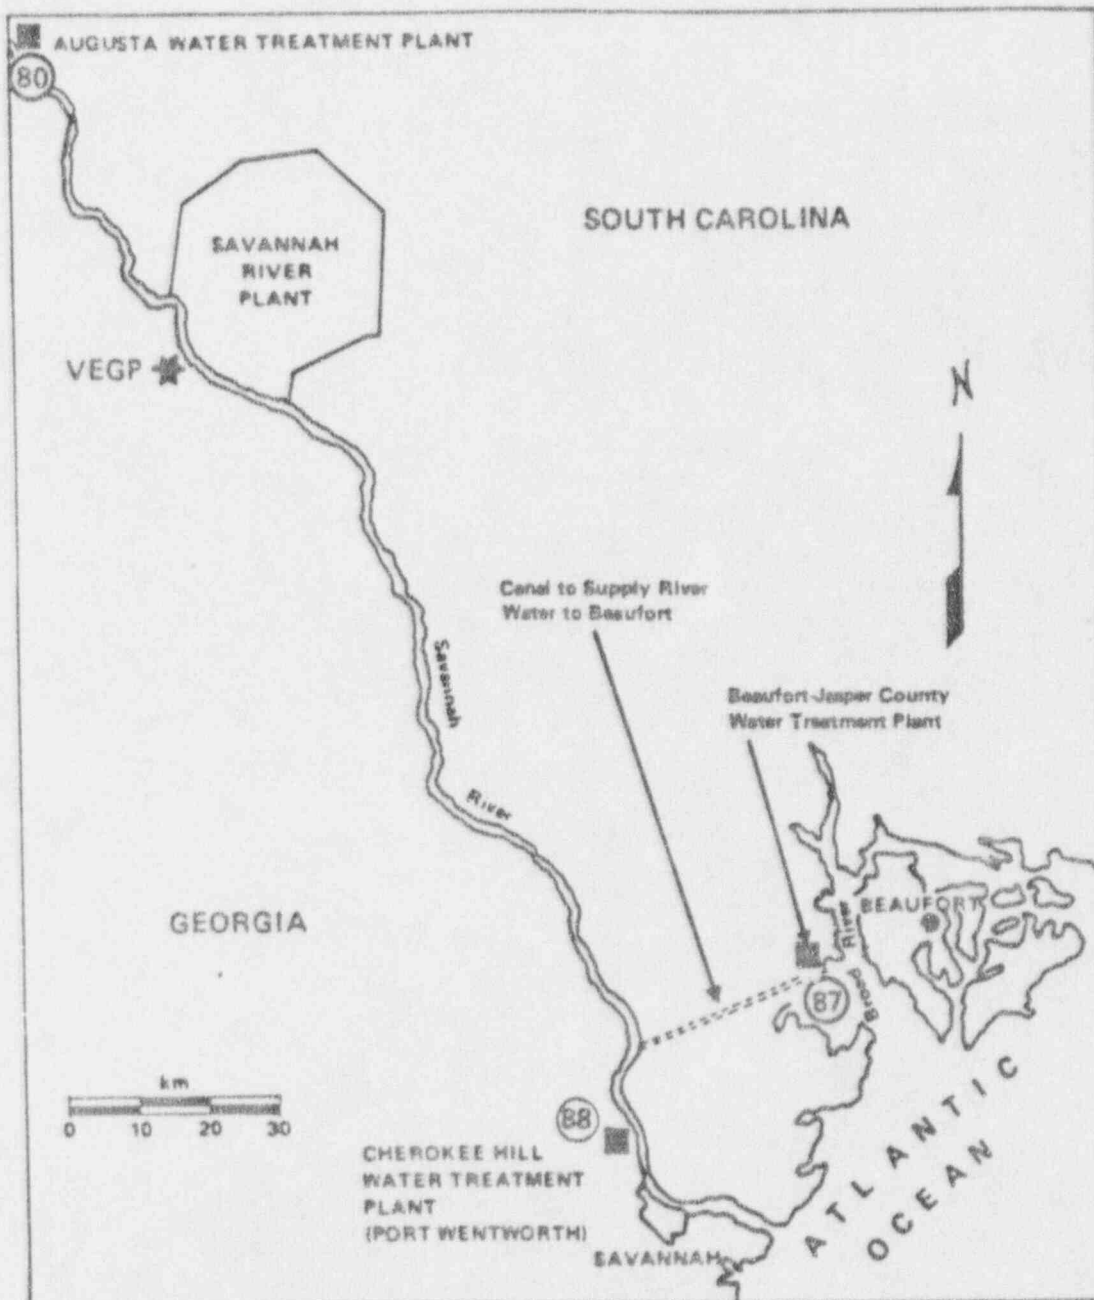 AUGUSTA WATER TREATMENT PLANT
80
SOUTH CAROLINA
SAVANNAH
RIVER
PLANT
VEGP
N
Canal to Supply River
Water to Beaufort
Savannah
River
Beaufort-Jasper County
Water Treatment Plant
GEORGIA
BEAUFORT
Broad
River
87
km
0 10 20 30
88
CHEROKEE HILL
WATER TREATMENT
PLANT
(PORT WENTWORTH)
SAVANNAH
ATLANTIC
OCEAN